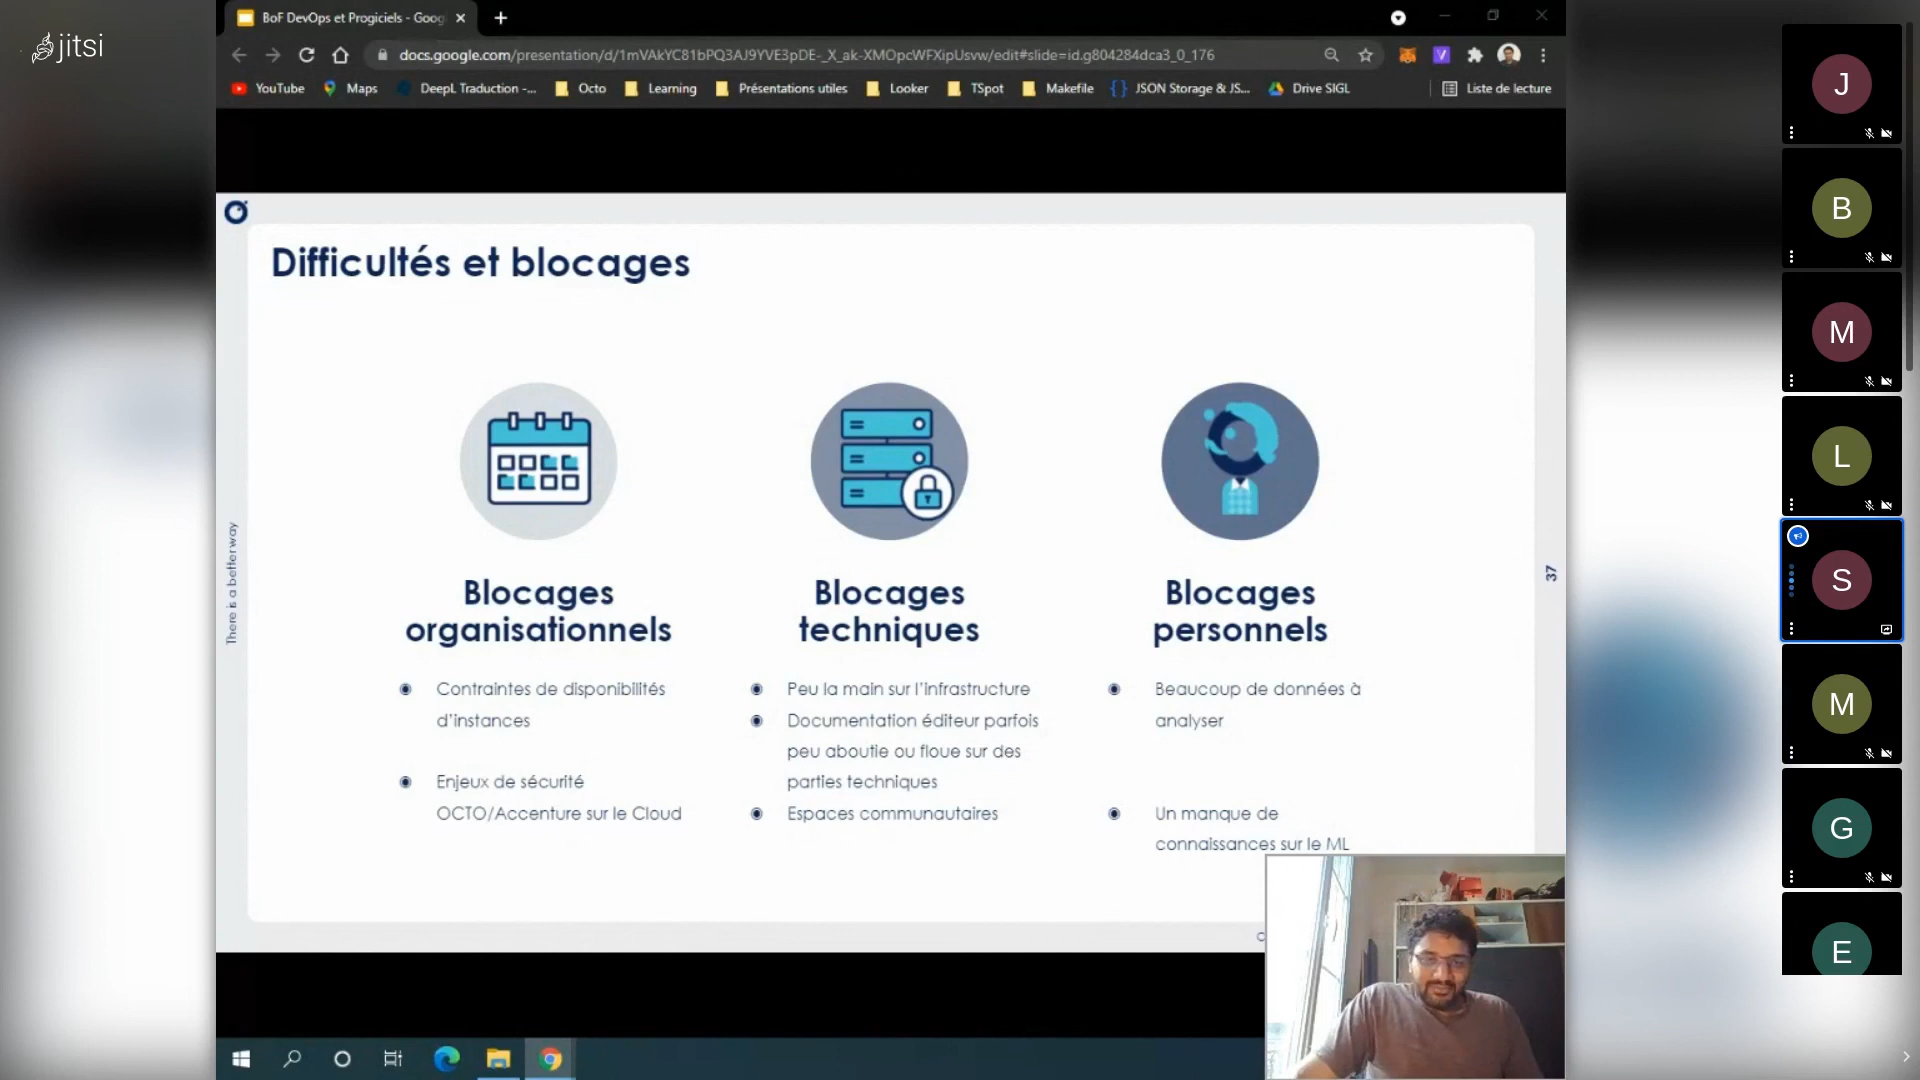 jitsi
BoF DevOps et Progiciels - Goog
docs.google.com/presentation/d/1mVAkYC81bPQ3AJ9YVE3pDE-_X_ak-XMOpcWFXipUsvw/edit#slide=id.g804284dca3_0_176
YouTube Maps DeepL Traduction -... Octo Learning Présentations utiles Looker TSpot Makefile JSON Storage & JS... Drive SIGL Liste de lecture
Difficultés et blocages
There is a better way
37
Blocages
organisationnels
Contraintes de disponibilités
d'instances
Enjeux de sécurité
OCTO/Accenture sur le Cloud
Blocages
techniques
Peu la main sur l'infrastructure
Documentation éditeur parfois
peu aboutie ou floue sur des
parties techniques
Espaces communautaires
Blocages
personnels
Beaucoup de données à
analyser
Un manque de
connaissances sur le ML
J
B
M
L
S
M
G
E